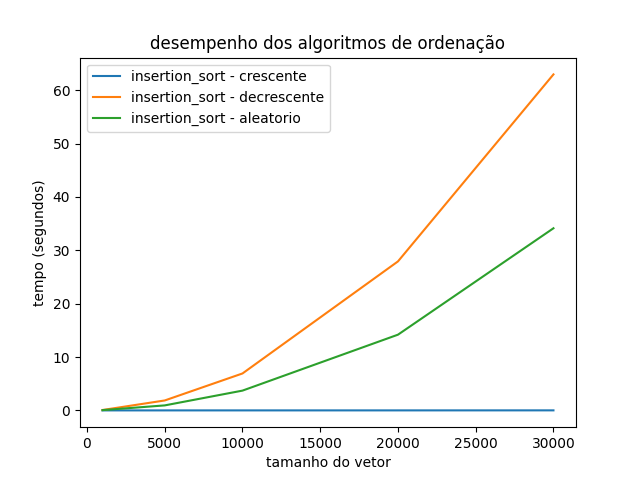 desempenho dos algoritmos de ordenação
insertion_sort - crescente
insertion_sort - decrescente
insertion_sort - aleatorio
tempo (segundos)
60
50
40
30
20
10
0
0 5000 10000 15000 20000 25000 30000
tamanho do vetor